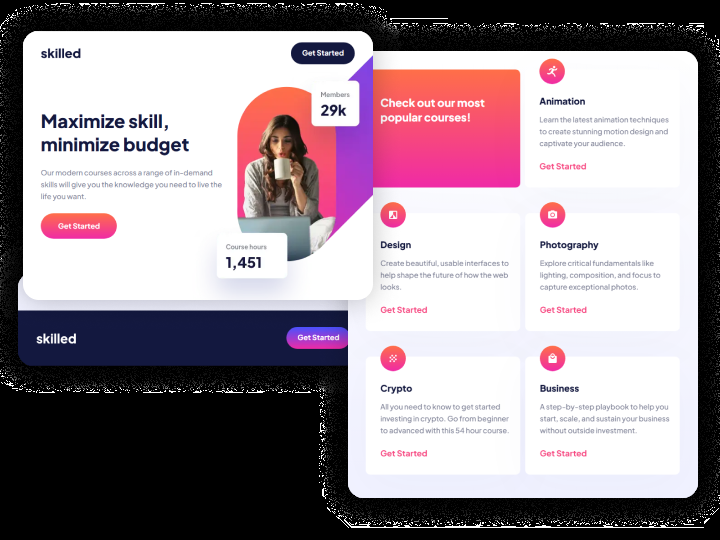 skilled
Get Started
Members
29k
Maximize skill,
minimize budget
Our modern courses across a range of in-demand
skills will give you the knowledge you need to live the
life you want.
Get Started
Course hours
1,451
skilled
Get Started
Check out our most
popular courses!
Animation
Learn the latest animation techniques
to create stunning motion design and
captivate your audience.
Get Started
Design
Create beautiful, usable interfaces to
help shape the future of how the web
looks.
Get Started
Photography
Explore critical fundamentals like
lighting, composition, and focus to
capture exceptional photos.
Get Started
Crypto
All you need to know to get started
investing in crypto. Go from beginner
to advanced with this 54 hour course.
Get Started
Business
A step-by-step playbook to help you
start, scale, and sustain your business
without outside investment.
Get Started